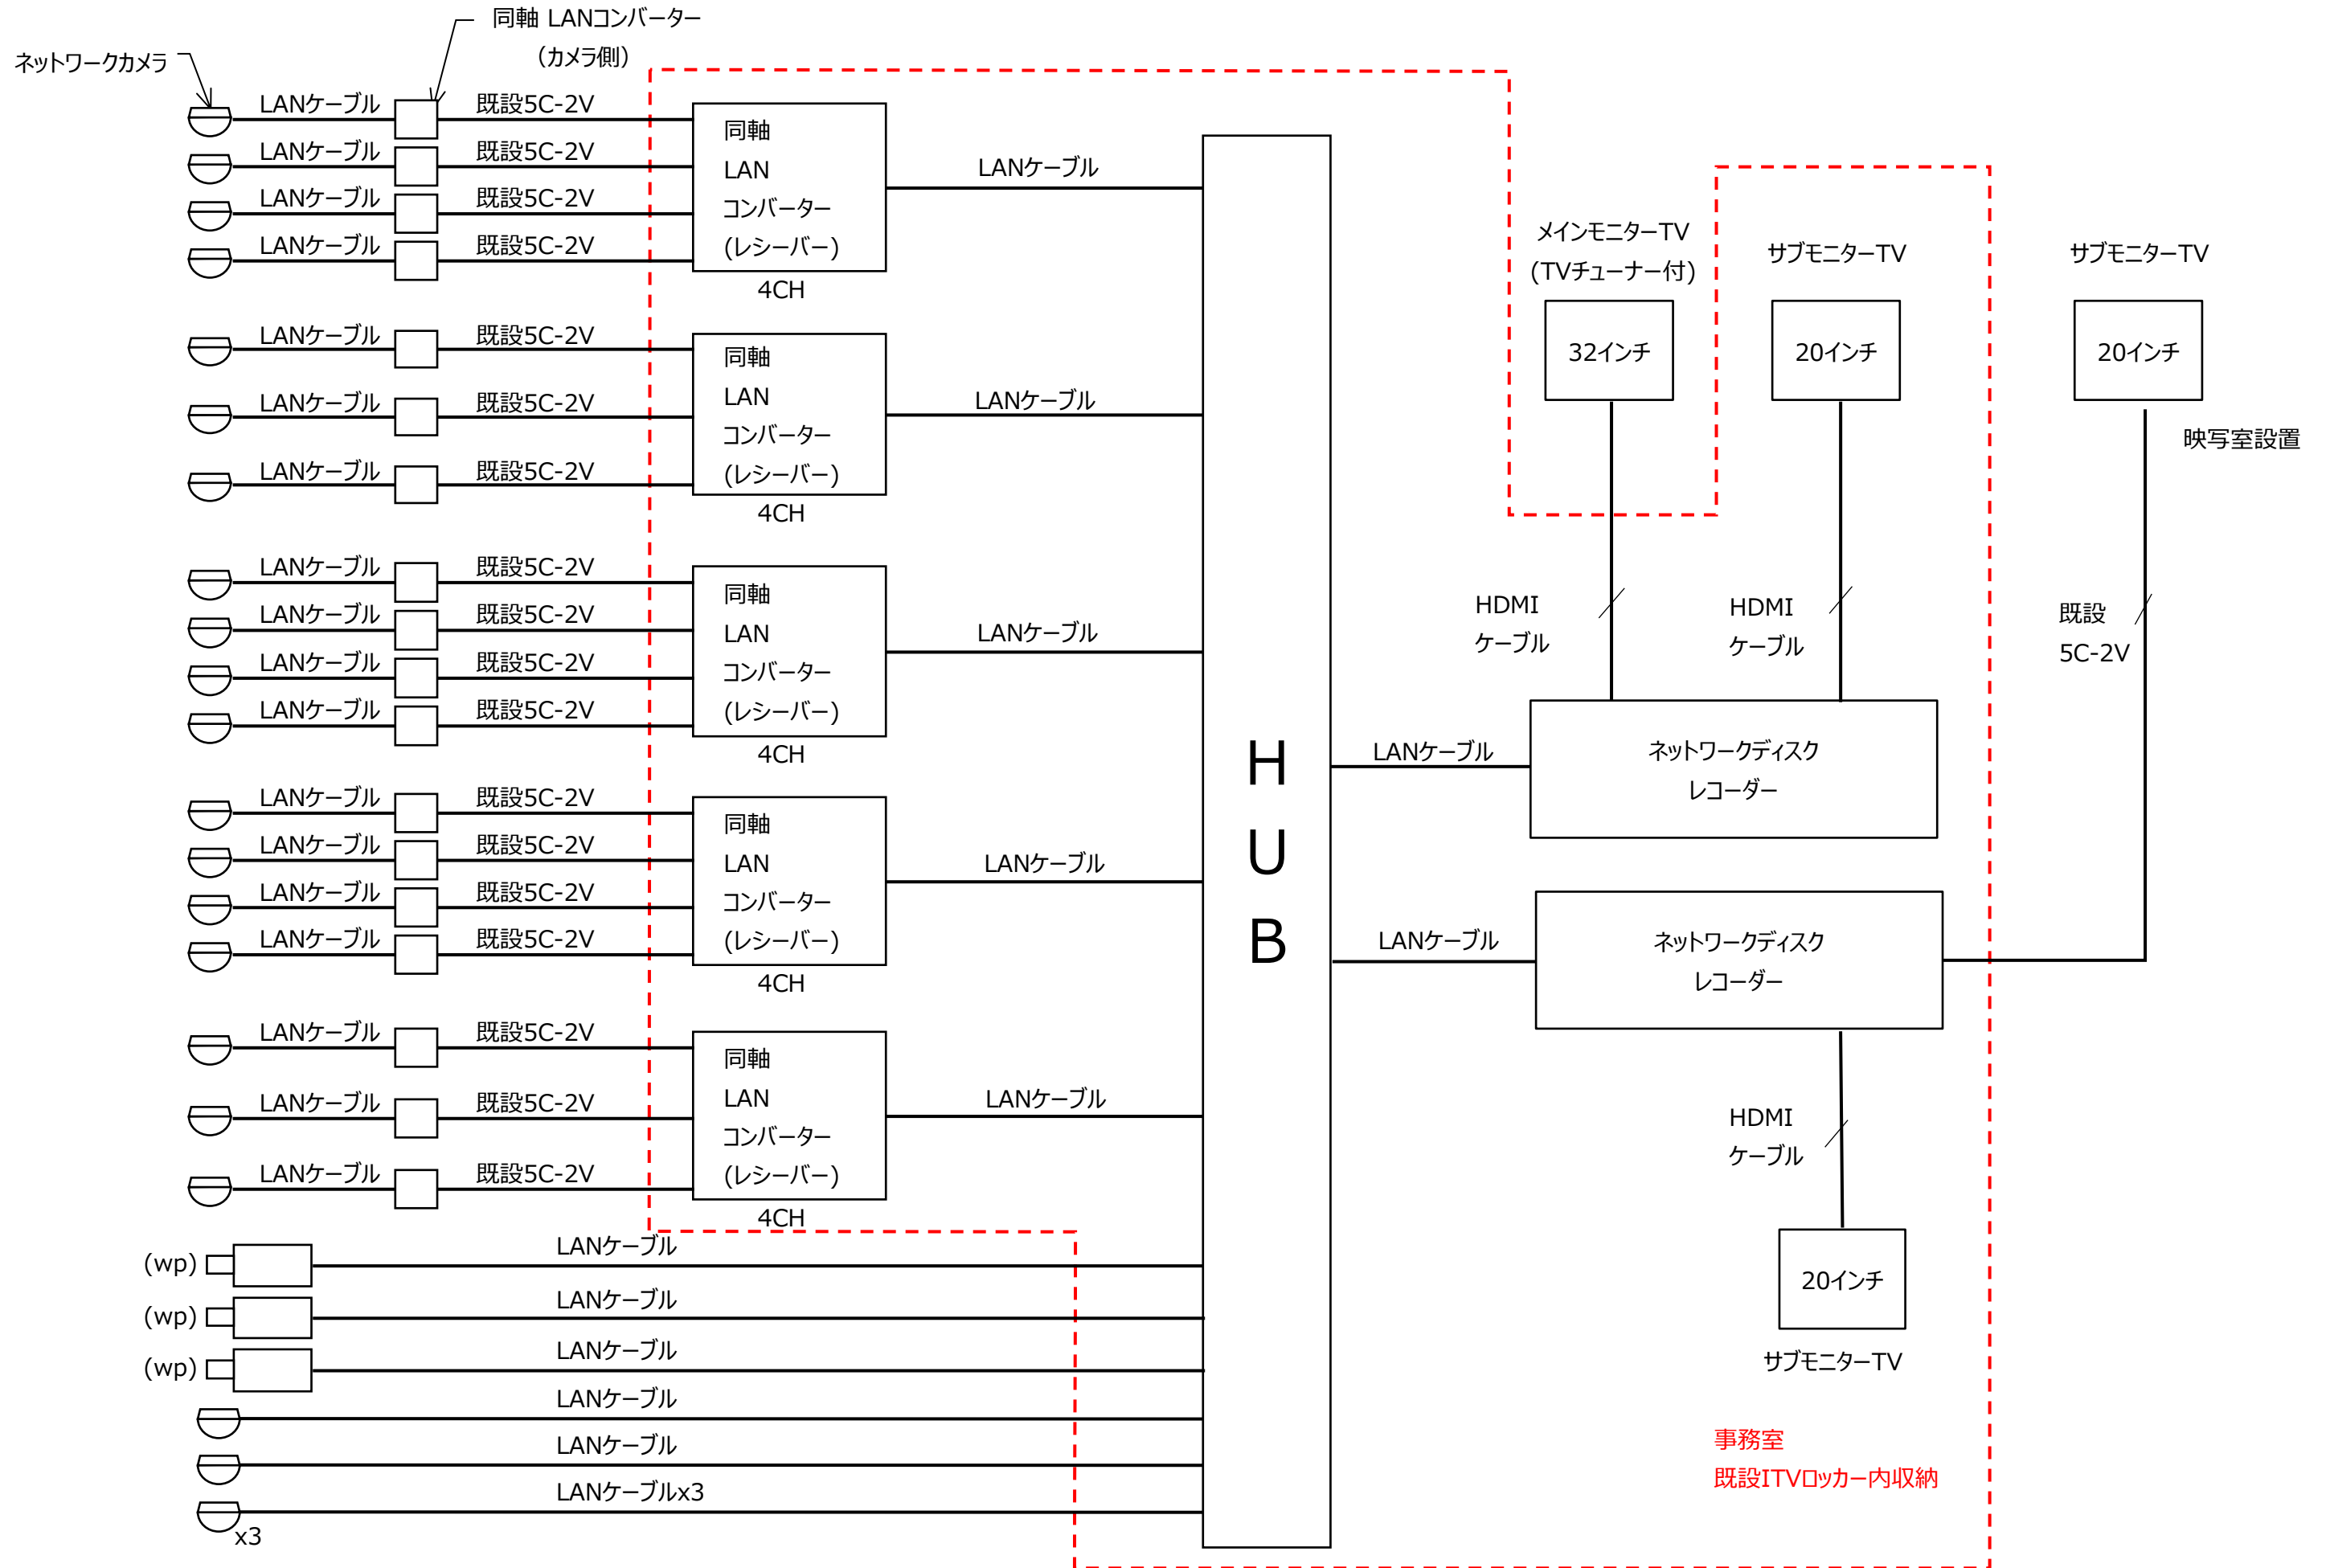 同軸 LANコンバーター
(カメラ側)
ネットワークカメラ
LANケーブル
既設5C-2V
LANケーブル
既設5C-2V
LANケーブル
既設5C-2V
LANケーブル
既設5C-2V
同軸
LAN
コンバーター
(レシーバー)
4CH
LANケーブル
LANケーブル
既設5C-2V
LANケーブル
既設5C-2V
LANケーブル
既設5C-2V
同軸
LAN
コンバーター
(レシーバー)
4CH
LANケーブル
LANケーブル
既設5C-2V
LANケーブル
既設5C-2V
LANケーブル
既設5C-2V
LANケーブル
既設5C-2V
同軸
LAN
コンバーター
(レシーバー)
4CH
LANケーブル
LANケーブル
既設5C-2V
LANケーブル
既設5C-2V
LANケーブル
既設5C-2V
LANケーブル
既設5C-2V
同軸
LAN
コンバーター
(レシーバー)
4CH
LANケーブル
LANケーブル
既設5C-2V
LANケーブル
既設5C-2V
LANケーブル
既設5C-2V
同軸
LAN
コンバーター
(レシーバー)
4CH
LANケーブル
(wp)
LANケーブル
(wp)
LANケーブル
(wp)
LANケーブル
LANケーブル
LANケーブル
LANケーブルx3
x3
H
U
B
メインモニターTV
(TVチューナー付)
32インチ
サブモニターTV
20インチ
サブモニターTV
20インチ
映写室設置
HDMI
ケーブル
HDMI
ケーブル
既設
5C-2V
LANケーブル
ネットワークディスク
レコーダー
LANケーブル
ネットワークディスク
レコーダー
HDMI
ケーブル
20インチ
サブモニターTV
事務室
既設ITVロッカー内収納